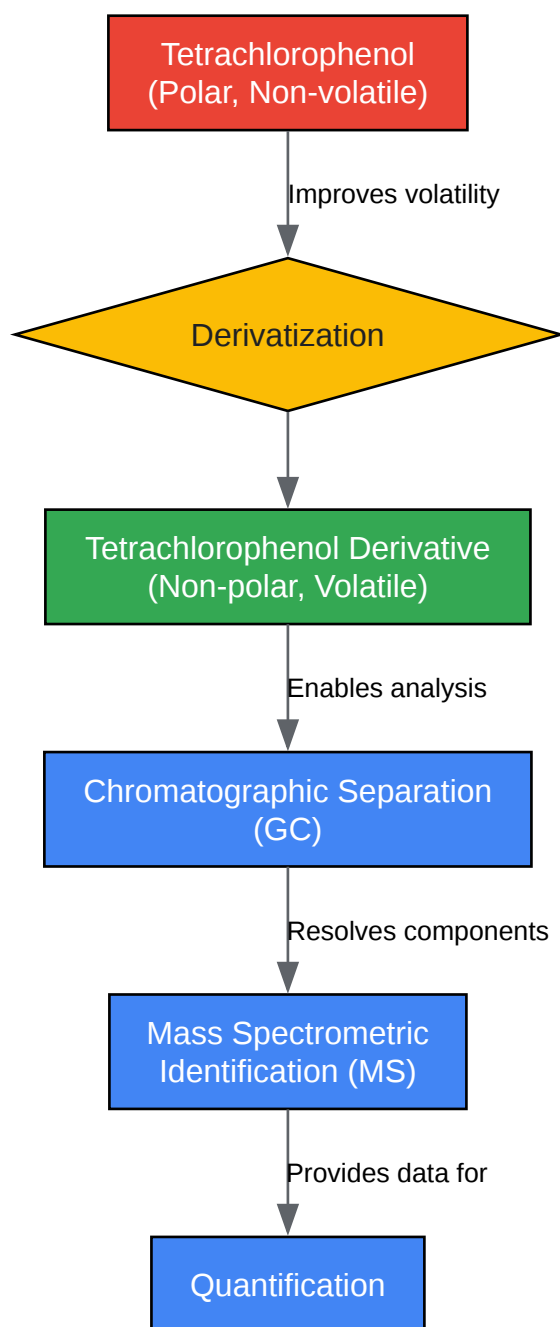 Tetrachlorophenol
(Polar, Non-volatile)
Improves volatility
Derivatization
Tetrachlorophenol Derivative
(Non-polar, Volatile)
Enables analysis
Chromatographic Separation
(GC)
Resolves components
Mass Spectrometric
Identification (MS)
Provides data for
Quantification